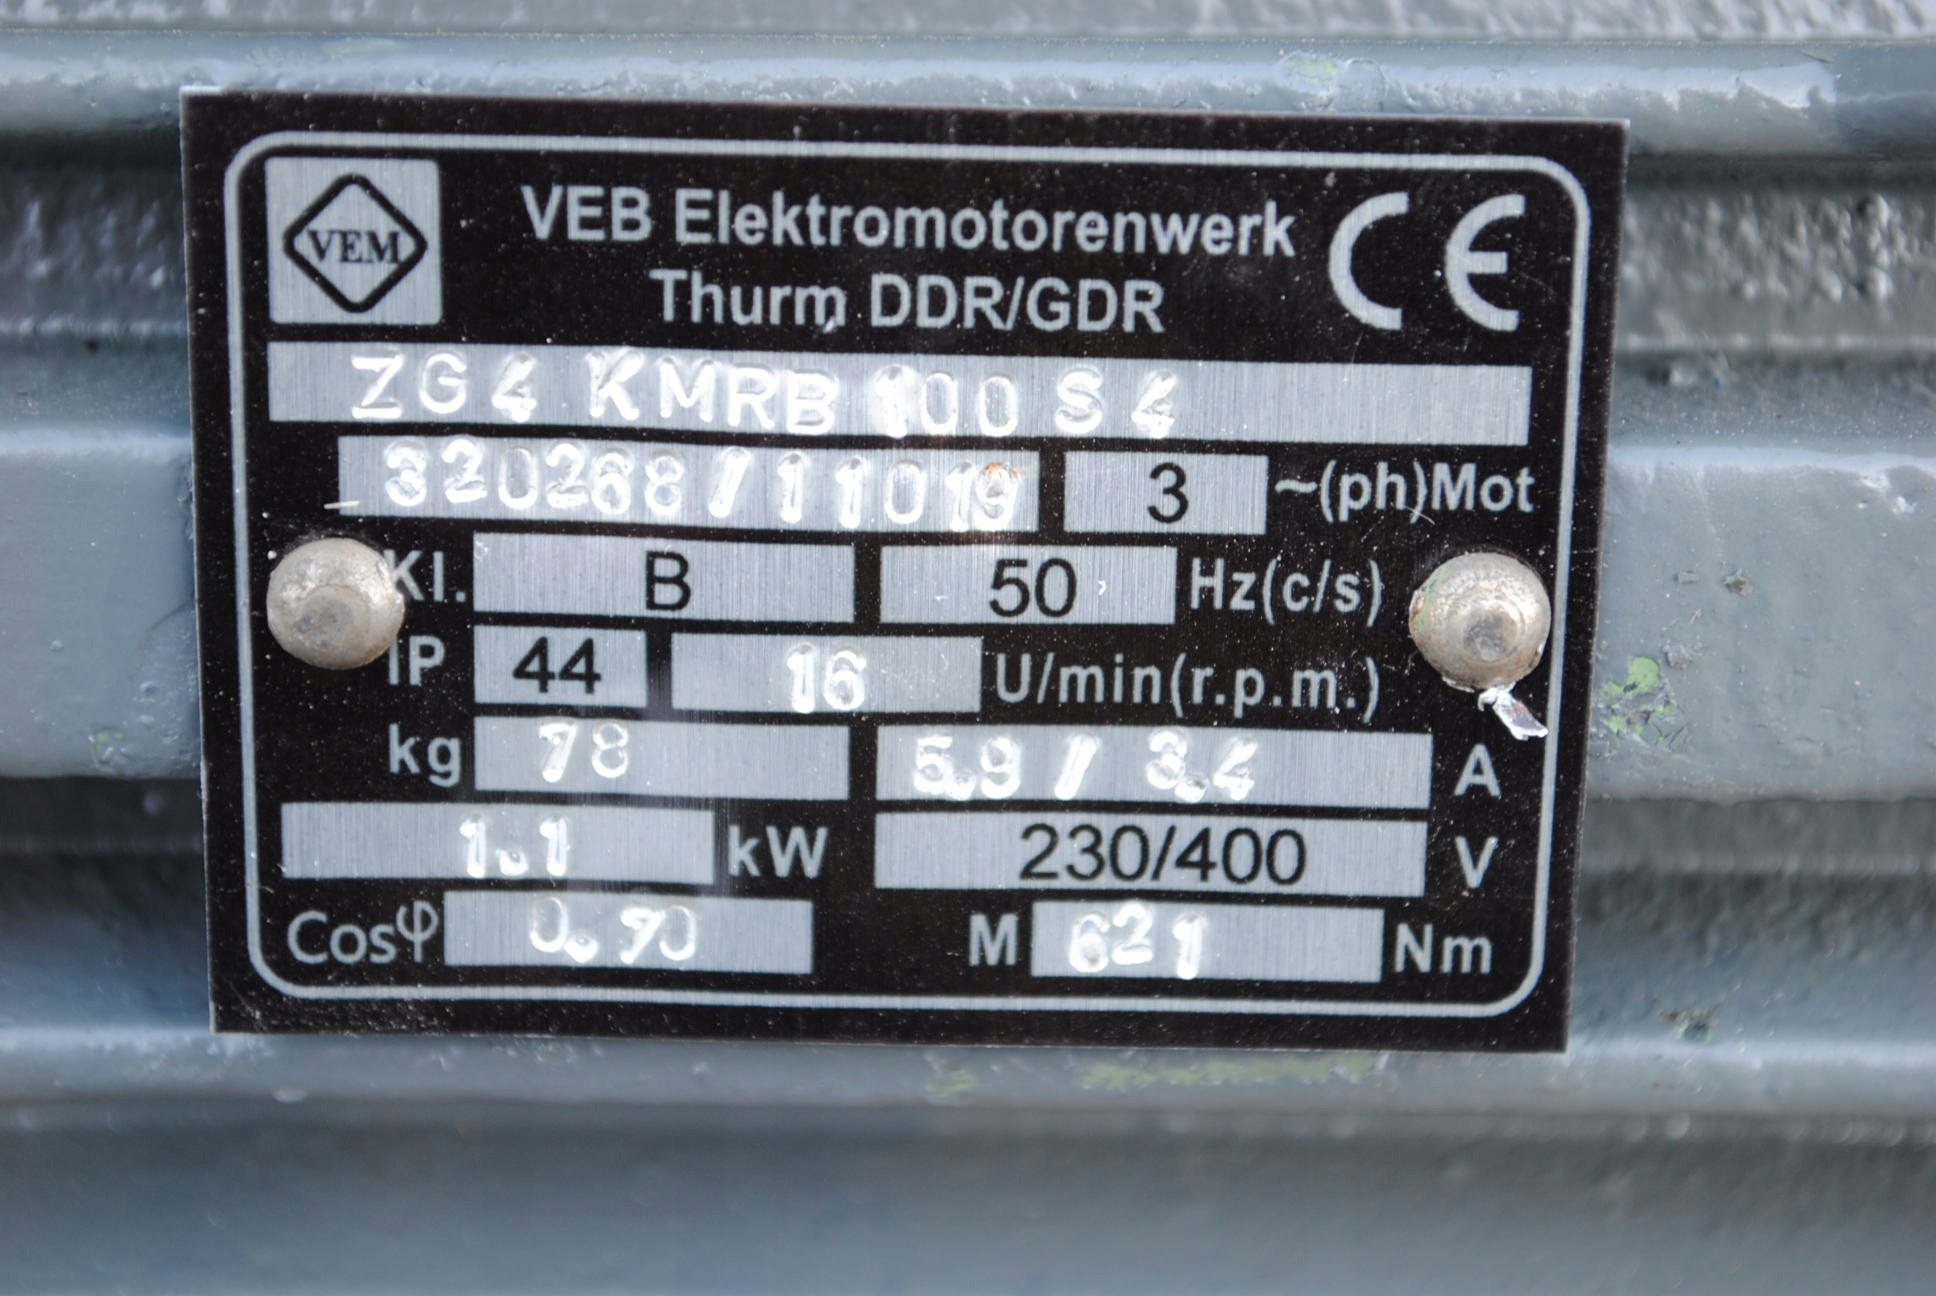 VEM
VEB Elektromotorenwerk
Thurm DDR/GDR
CE
ZG4 KMRB 100 S 4
320268/11019 3 ~(ph)Mot
Kl. B 50 Hz(c/s)
IP 44 16 U/min(r.p.m.)
kg 78 5.9 / 3.4 A
1.1 kW 230/400 V
Cosφ 0.70 M 621 Nm